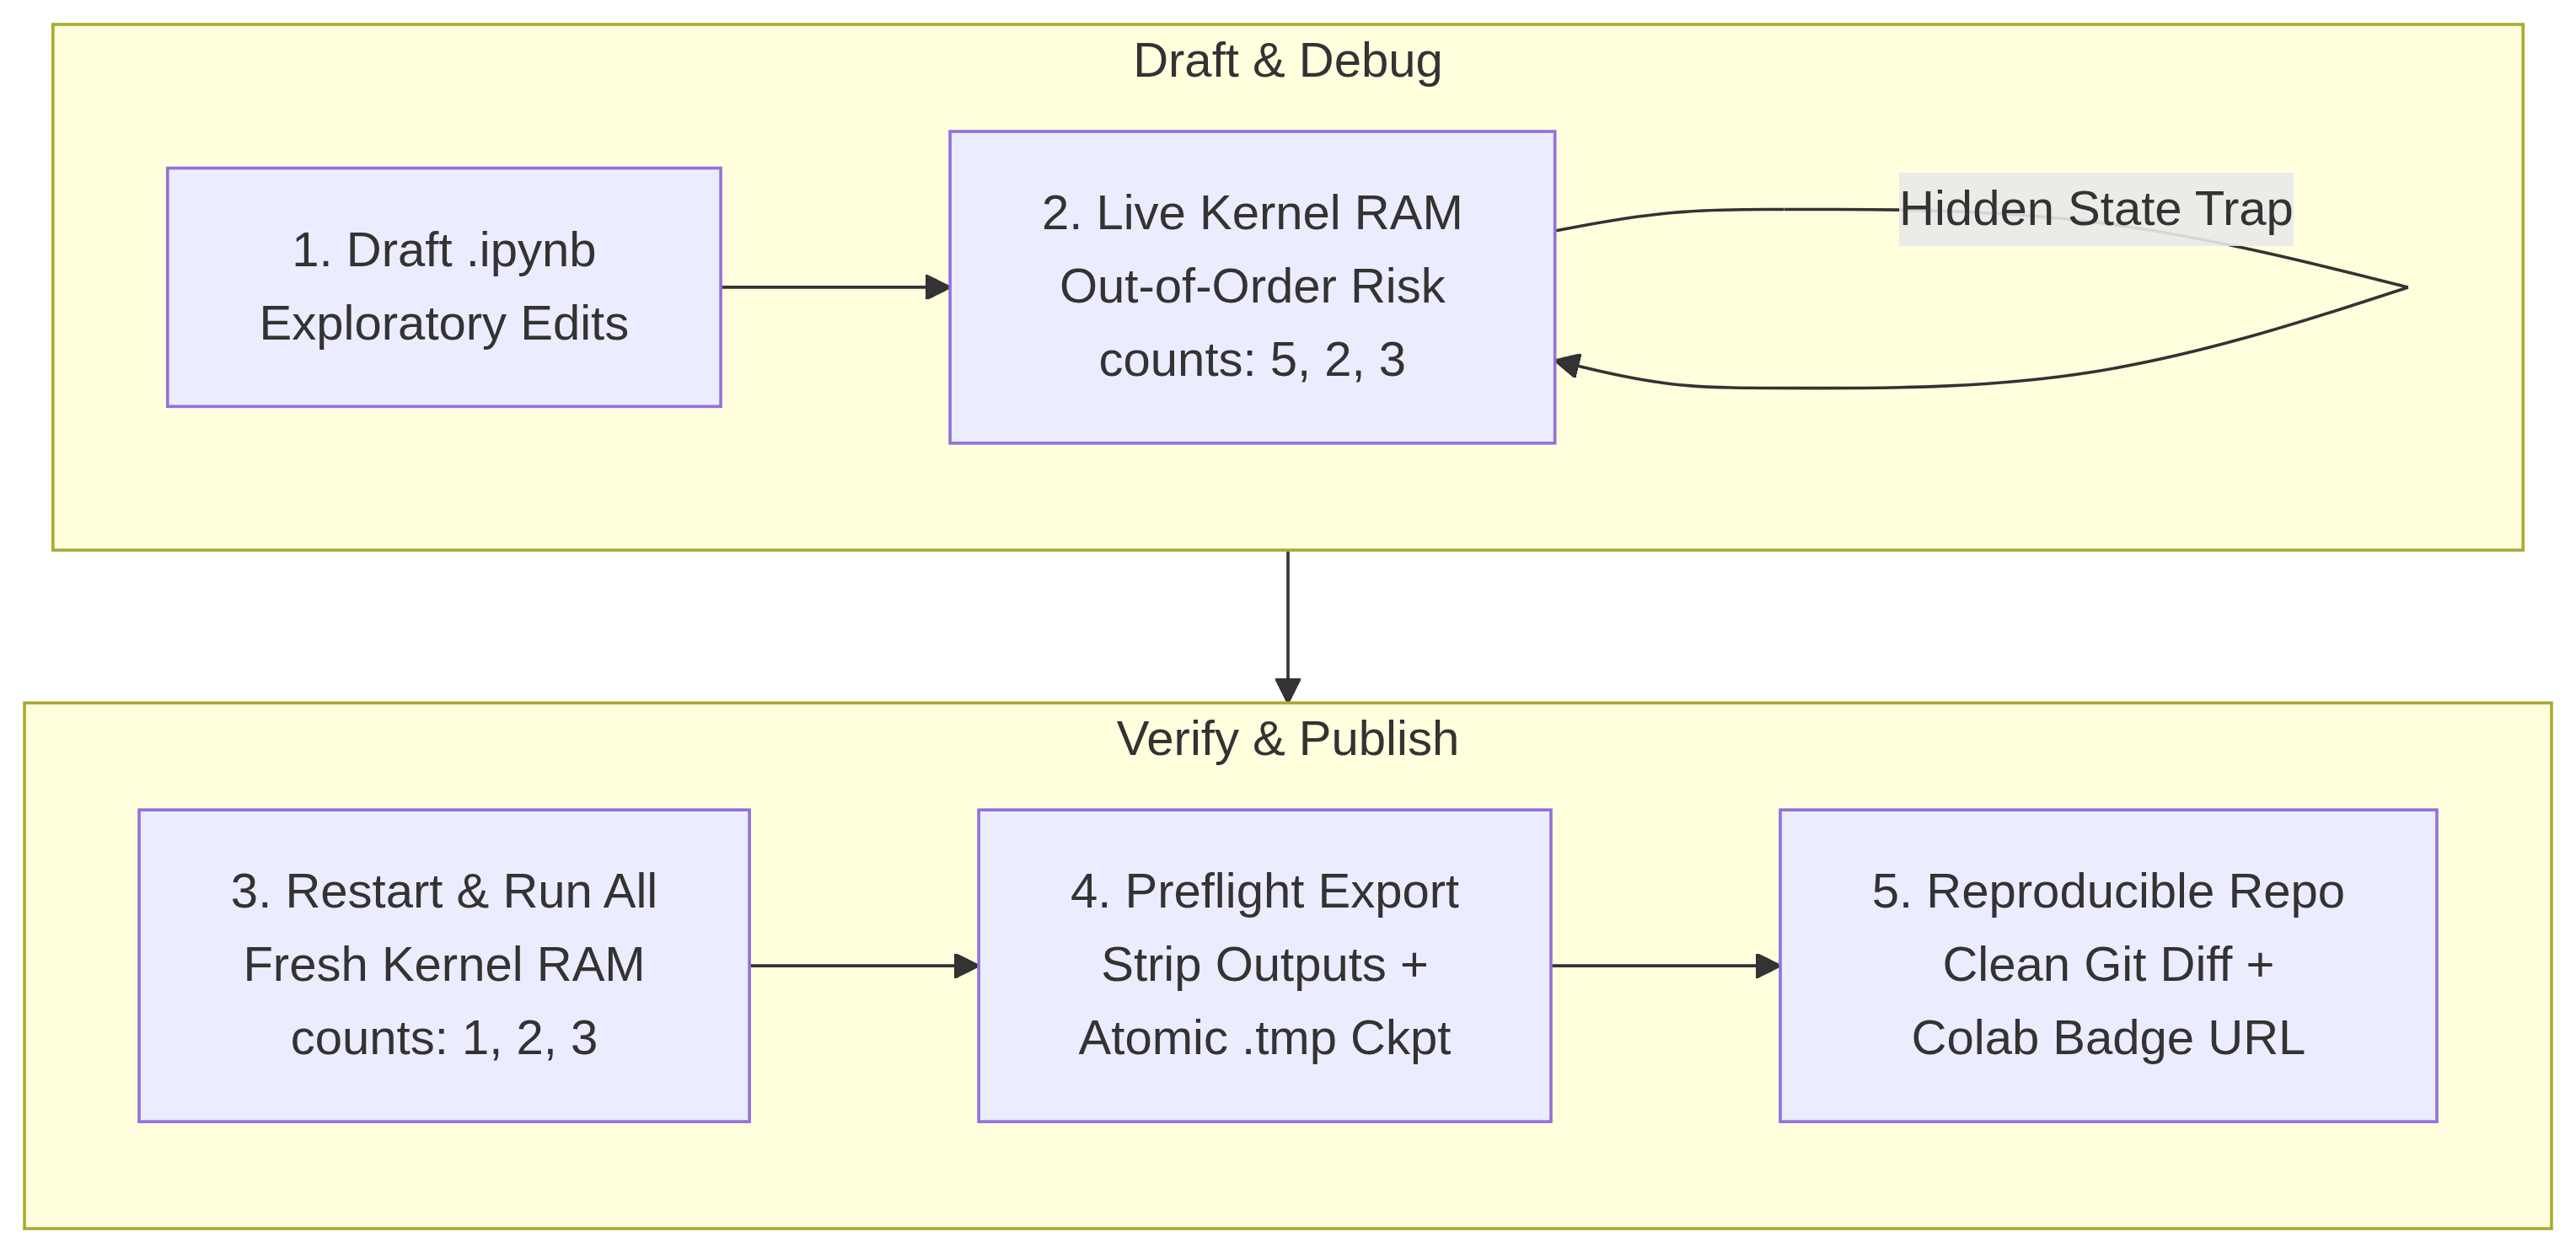 Draft & Debug
1. Draft .ipynb
Exploratory Edits
2. Live Kernel RAM
Out-of-Order Risk
counts: 5, 2, 3
Hidden State Trap
Verify & Publish
3. Restart & Run All
Fresh Kernel RAM
counts: 1, 2, 3
4. Preflight Export
Strip Outputs +
Atomic .tmp Ckpt
5. Reproducible Repo
Clean Git Diff +
Colab Badge URL